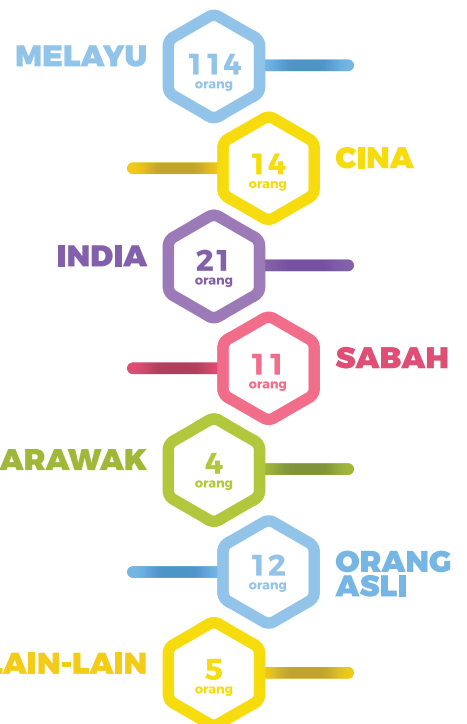 MELAYU
114
orang
14
orang
CINA
INDIA
21
orang
11
orang
SABAH
ARAWAK
4
orang
12
orang
ORANG
ASLI
LAIN-LAIN
5
orang